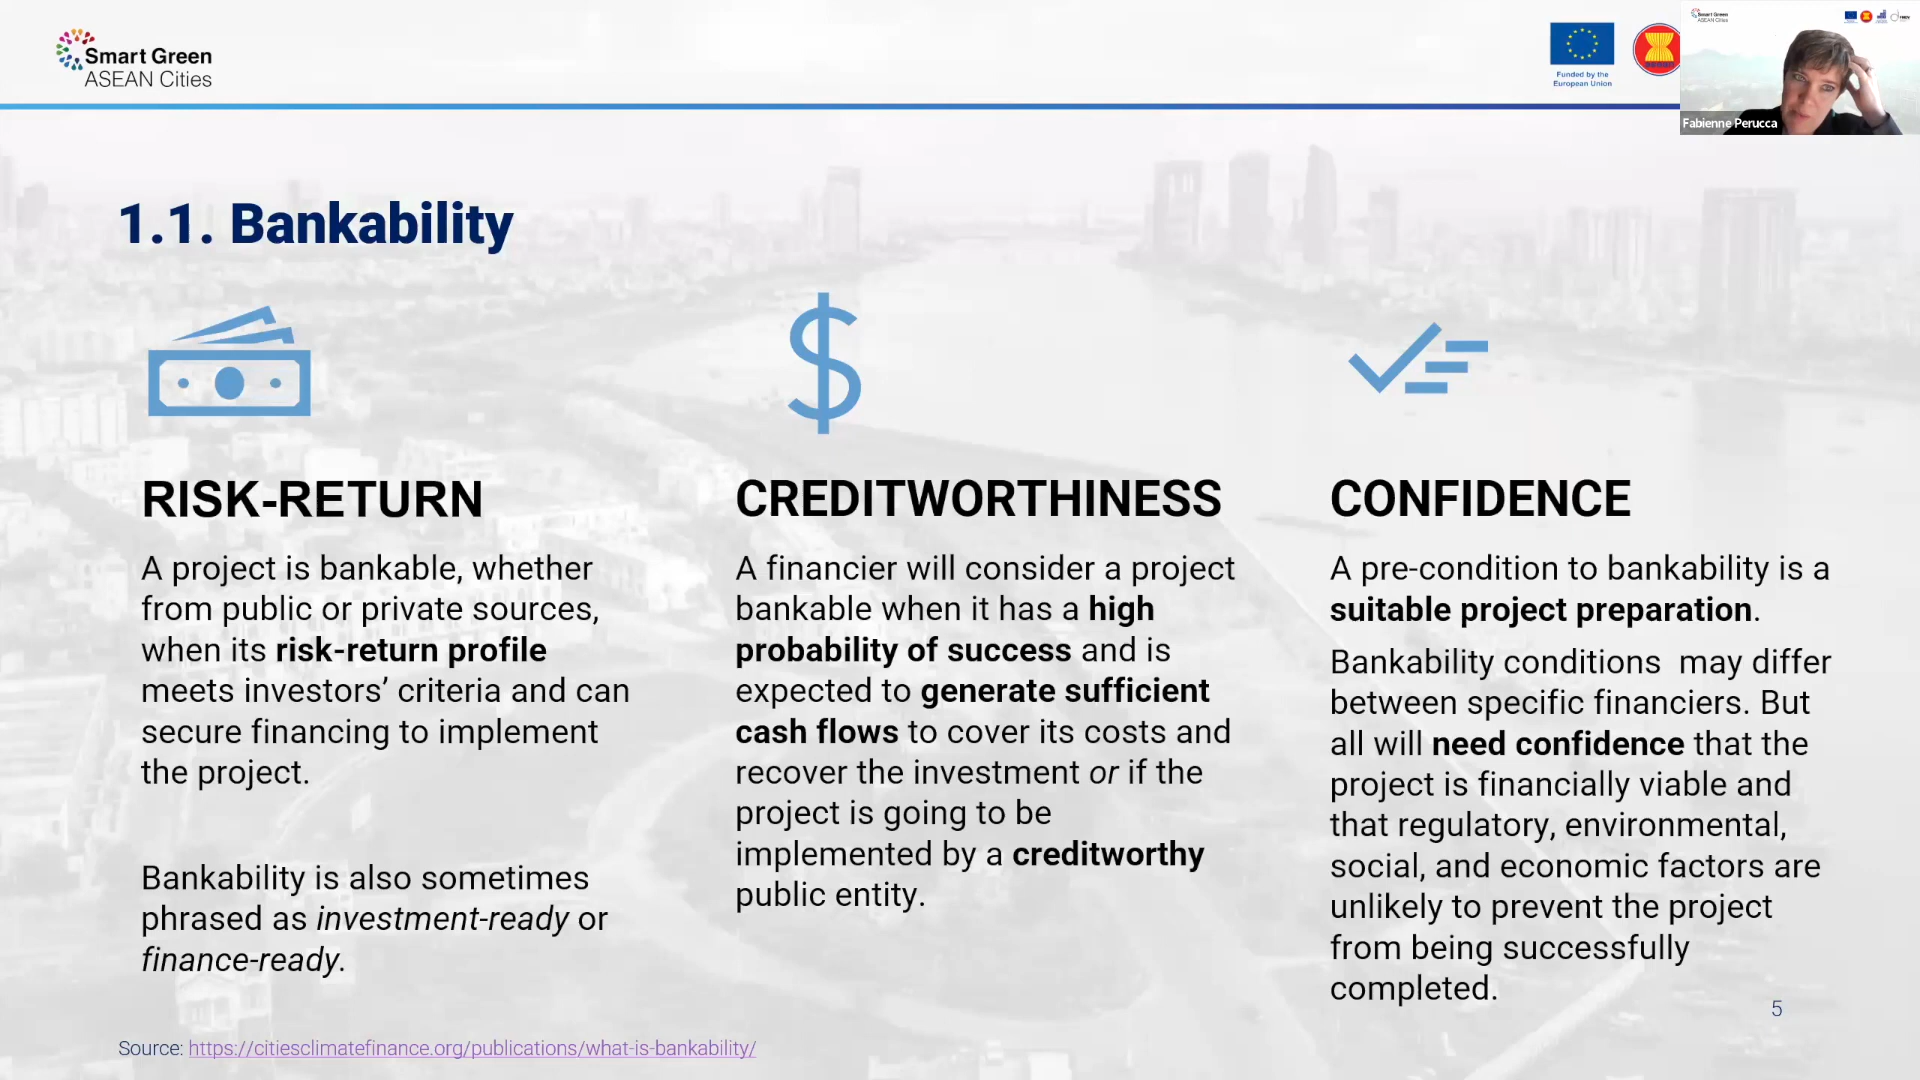 Smart Green
ASEAN Cities
Funded by the
European Union
Smart Green
ASEAN Cities
Fabienne Perucca
1.1. Bankability
RISK-RETURN
A project is bankable, whether
from public or private sources,
when its risk-return profile
meets investors’ criteria and can
secure financing to implement
the project.
Bankability is also sometimes
phrased as investment-ready or
finance-ready.
CREDITWORTHINESS
A financier will consider a project
bankable when it has a high
probability of success and is
expected to generate sufficient
cash flows to cover its costs and
recover the investment or if the
project is going to be
implemented by a creditworthy
public entity.
CONFIDENCE
A pre-condition to bankability is a
suitable project preparation.
Bankability conditions  may differ
between specific financiers. But
all will need confidence that the
project is financially viable and
that regulatory, environmental,
social, and economic factors are
unlikely to prevent the project
from being successfully
completed.
5
Source: https://citiesclimatefinance.org/publications/what-is-bankability/